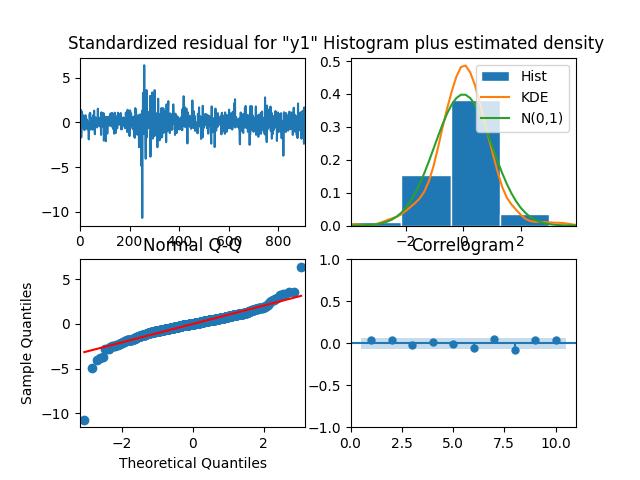 Standardized residual for "y1"
Histogram plus estimated density
5
0
−5
−10
0 200 400 600 800
0.5
0.4
0.3
0.2
0.1
0.0
−2 0 2
Hist
KDE
N(0,1)
Normal Q-Q
Correlogram
Sample Quantiles
5
0
−5
−10
−2 0 2
Theoretical Quantiles
1.0
0.5
0.0
−0.5
−1.0
0.0 2.5 5.0 7.5 10.0